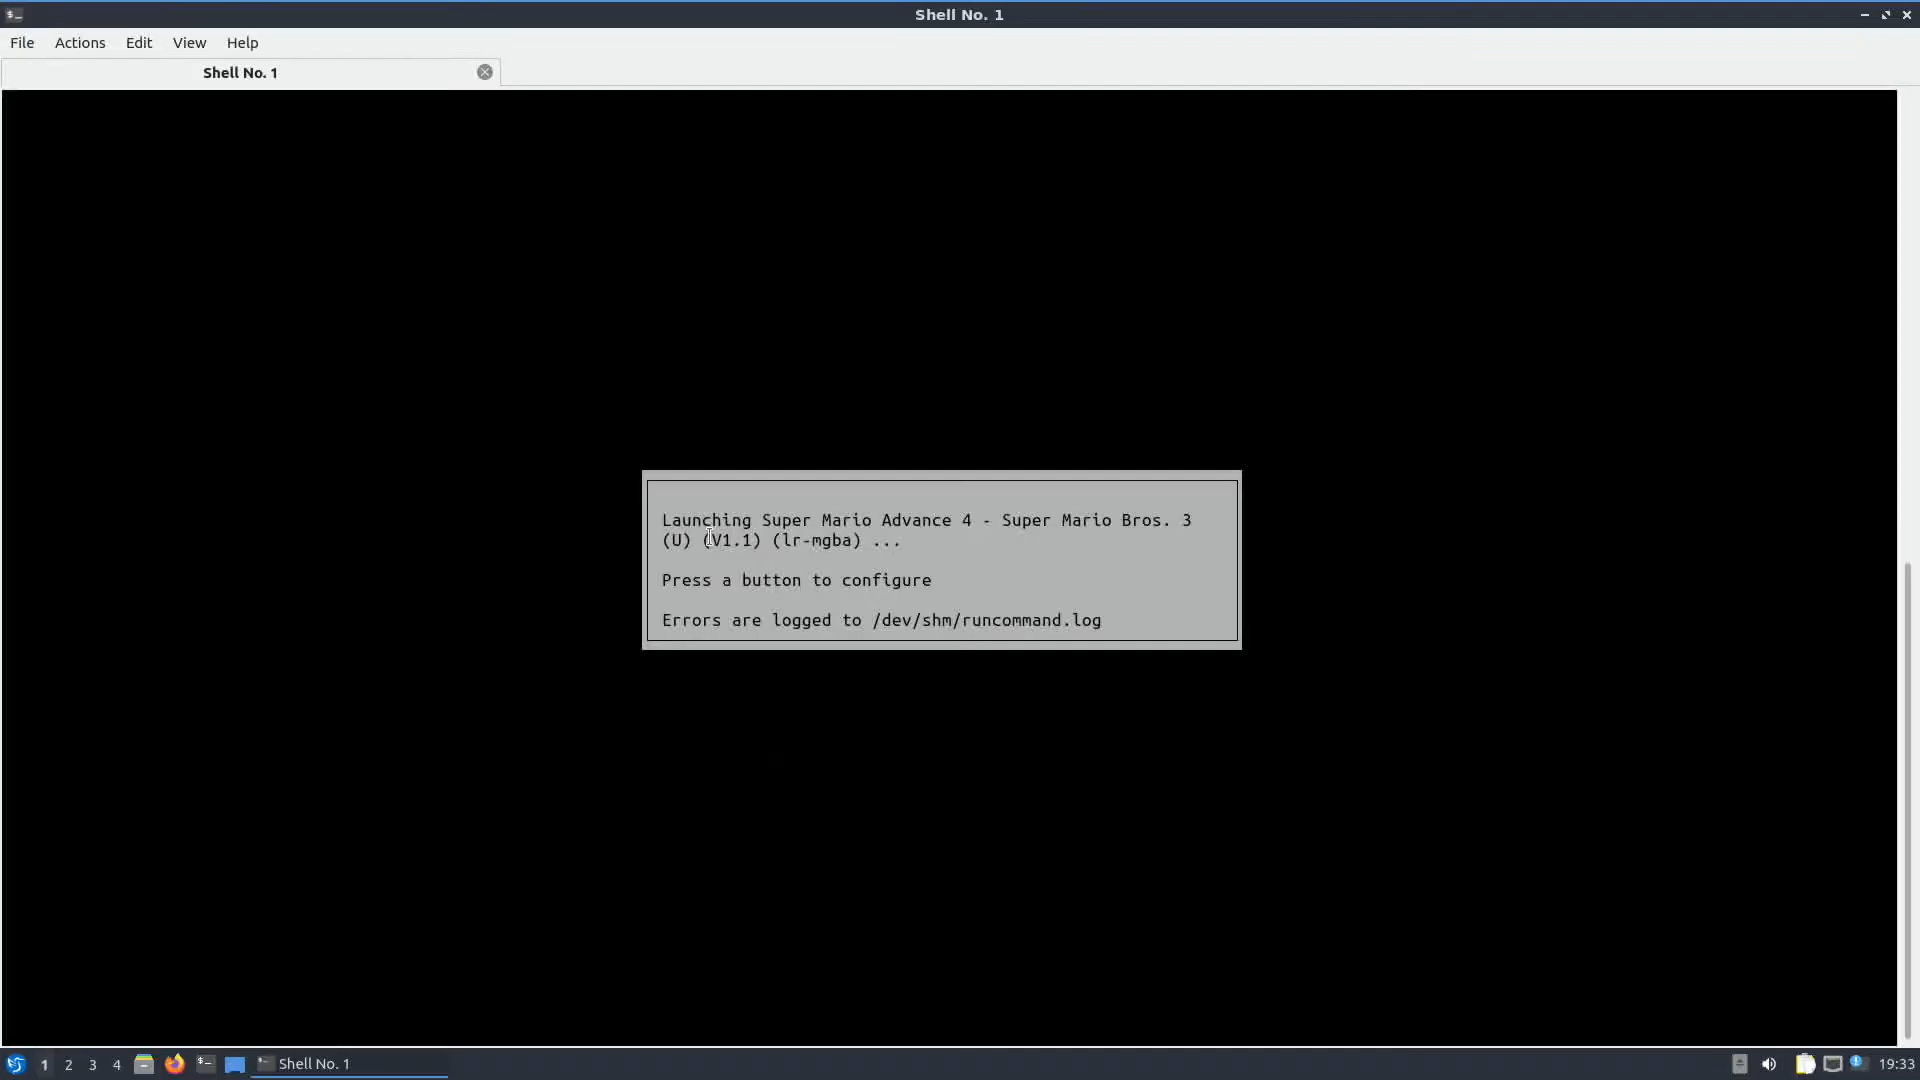 Shell No. 1
File Actions Edit View Help
Shell No. 1
Launching Super Mario Advance 4 - Super Mario Bros. 3
(U) (V1.1) (lr-mgba) ...
Press a button to configure
Errors are logged to /dev/shm/runcommand.log
1 2 3 4 Shell No. 1 19:33